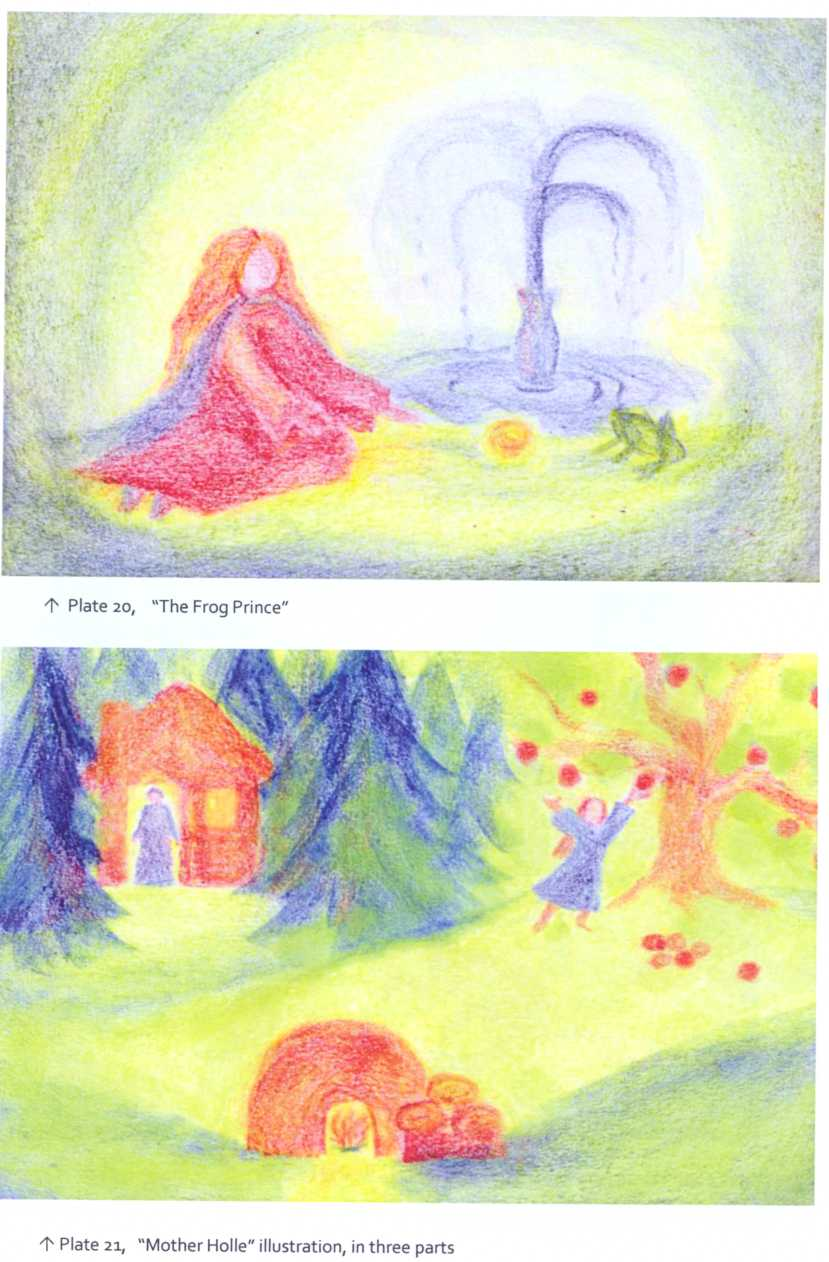 ↑ Plate 20, “The Frog Prince”
↑ Plate 21, “Mother Holle” illustration, in three parts